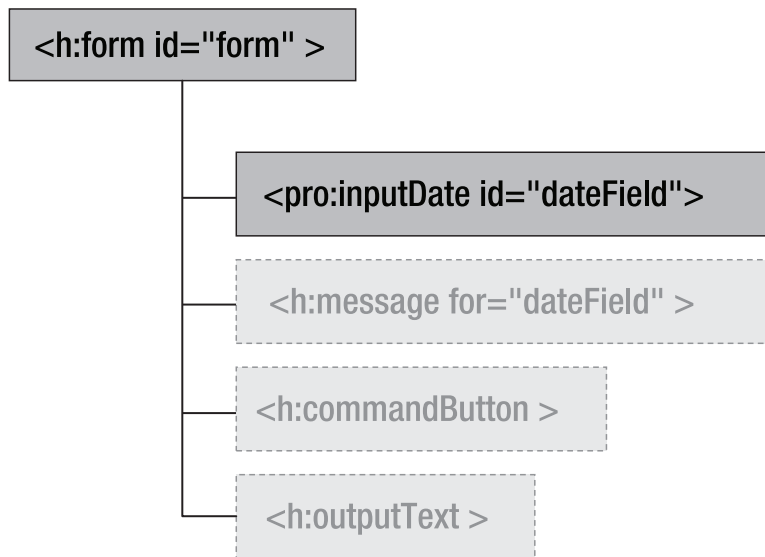 <h:form id="form" >
<pro:inputDate id="dateField">
<h:message for="dateField" >
<h:commandButton >
<h:outputText >